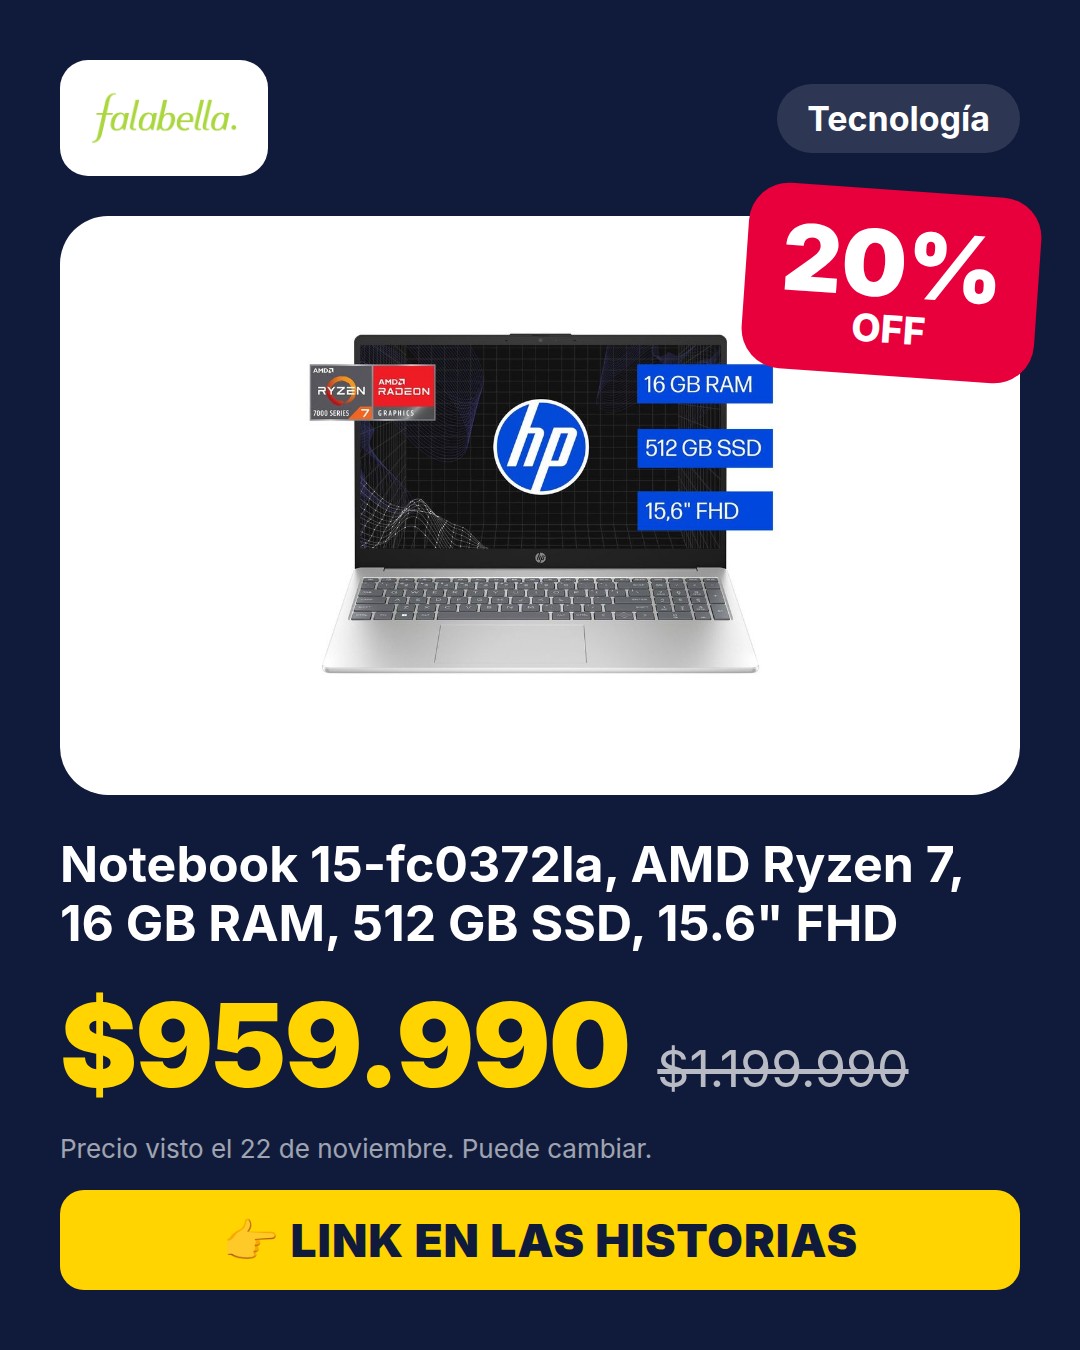 falabella.
Tecnología
20%
OFF
AMD
RYZEN
7000 SERIES 7
AMD
RADEON
GRAPHICS
hp
16 GB RAM
512 GB SSD
15,6" FHD
hp
Notebook 15-fc0372la, AMD Ryzen 7,
16 GB RAM, 512 GB SSD, 15.6" FHD
$959.990 $1.199.990
Precio visto el 22 de noviembre. Puede cambiar.
👉 LINK EN LAS HISTORIAS